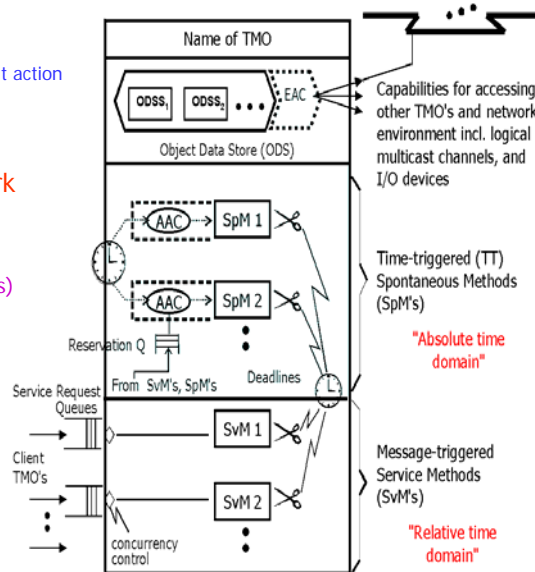 Name of TMO
t action
ODSS1
ODSS2
EAC
Capabilities for accessing
other TMO's and network
environment incl. logical
multicast channels, and
I/O devices
Object Data Store (ODS)
rk
AAC
SpM 1
Time-triggered (TT)
Spontaneous Methods
(SpM's)
s)
AAC
SpM 2
"Absolute time
domain"
Reservation Q
From SvM's, SpM's
Deadlines
Service Request
Queues
SvM 1
Client
TMO's
Message-triggered
Service Methods
(SvM's)
SvM 2
concurrency
control
"Relative time
domain"